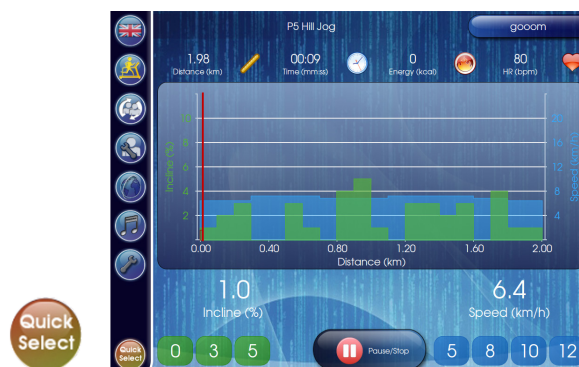 P5 Hill Jog
gooom
1.98
Distance (km)
00:09
Time (mm:ss)
0
Energy (kcal)
80
HR (bpm)
Incline (%)
10
8
6
4
2
20
16
12
8
4
Speed (km/h)
0.00 0.40 0.80 1.20 1.60 2.00
Distance (km)
1.0
Incline (%)
6.4
Speed (km/h)
Quick
Select
Quick
Select
0 3 5
Pause/Stop
5 8 10 12